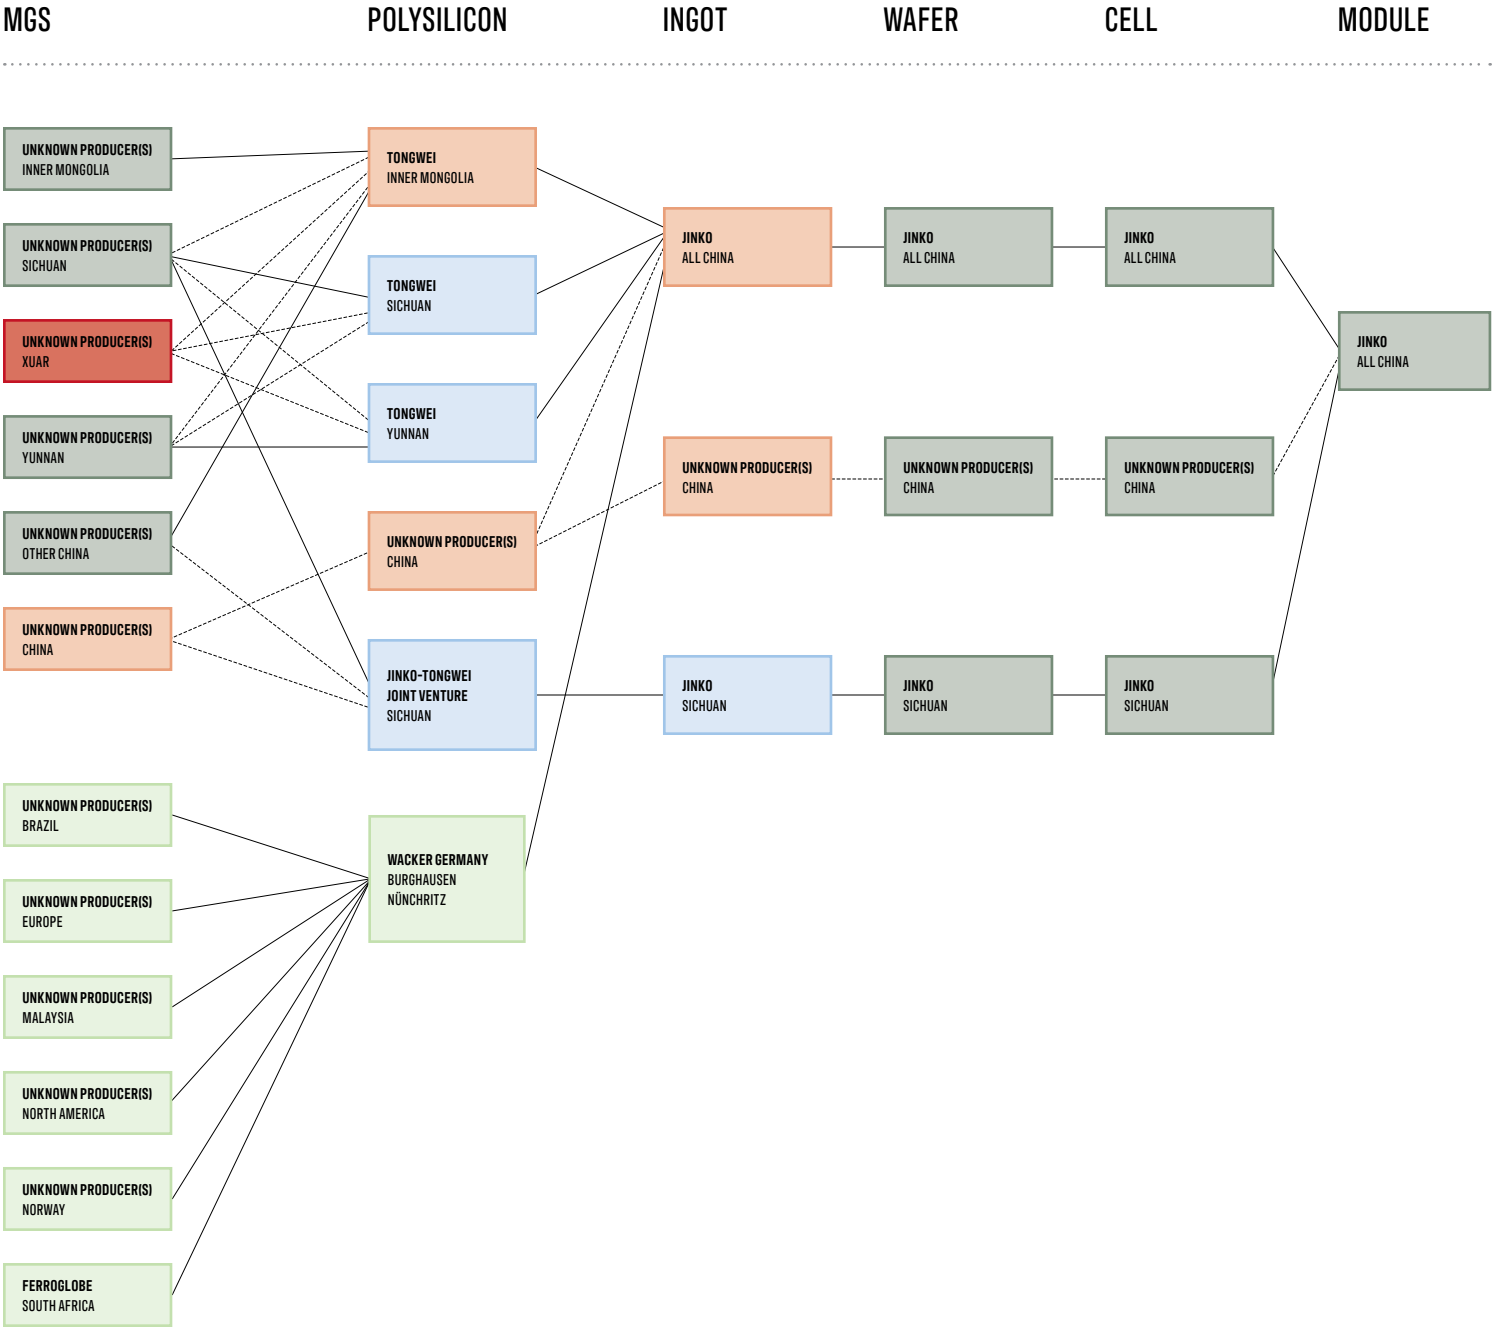 MGS
POLYSILICON
INGOT
WAFER
CELL
MODULE
UNKNOWN PRODUCER(S)
INNER MONGOLIA
UNKNOWN PRODUCER(S)
SICHUAN
UNKNOWN PRODUCER(S)
XUAR
UNKNOWN PRODUCER(S)
YUNNAN
UNKNOWN PRODUCER(S)
OTHER CHINA
UNKNOWN PRODUCER(S)
CHINA
UNKNOWN PRODUCER(S)
BRAZIL
UNKNOWN PRODUCER(S)
EUROPE
UNKNOWN PRODUCER(S)
MALAYSIA
UNKNOWN PRODUCER(S)
NORTH AMERICA
UNKNOWN PRODUCER(S)
NORWAY
FERROGLOBE
SOUTH AFRICA
TONGWEI
INNER MONGOLIA
TONGWEI
SICHUAN
TONGWEI
YUNNAN
UNKNOWN PRODUCER(S)
CHINA
JINKO-TONGWEI
JOINT VENTURE
SICHUAN
WACKER GERMANY
BURGHAUSEN
NÜNCHRITZ
JINKO
ALL CHINA
UNKNOWN PRODUCER(S)
CHINA
JINKO
SICHUAN
JINKO
ALL CHINA
UNKNOWN PRODUCER(S)
CHINA
JINKO
SICHUAN
JINKO
ALL CHINA
UNKNOWN PRODUCER(S)
CHINA
JINKO
SICHUAN
JINKO
ALL CHINA